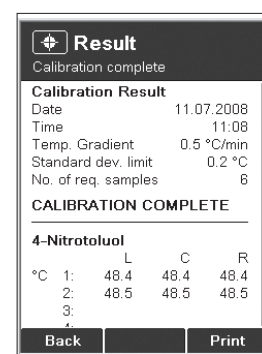 Result
Calibration complete
Calibration Result
Date 11.07.2008
Time 11:08
Temp. Gradient 0.5 °C/min
Standard dev. limit 0.2 °C
No. of req. samples 6
CALIBRATION COMPLETE
4-Nitrotoluol
L C R
°C 1: 48.4 48.4 48.4
2: 48.5 48.5 48.5
3:
Back Print